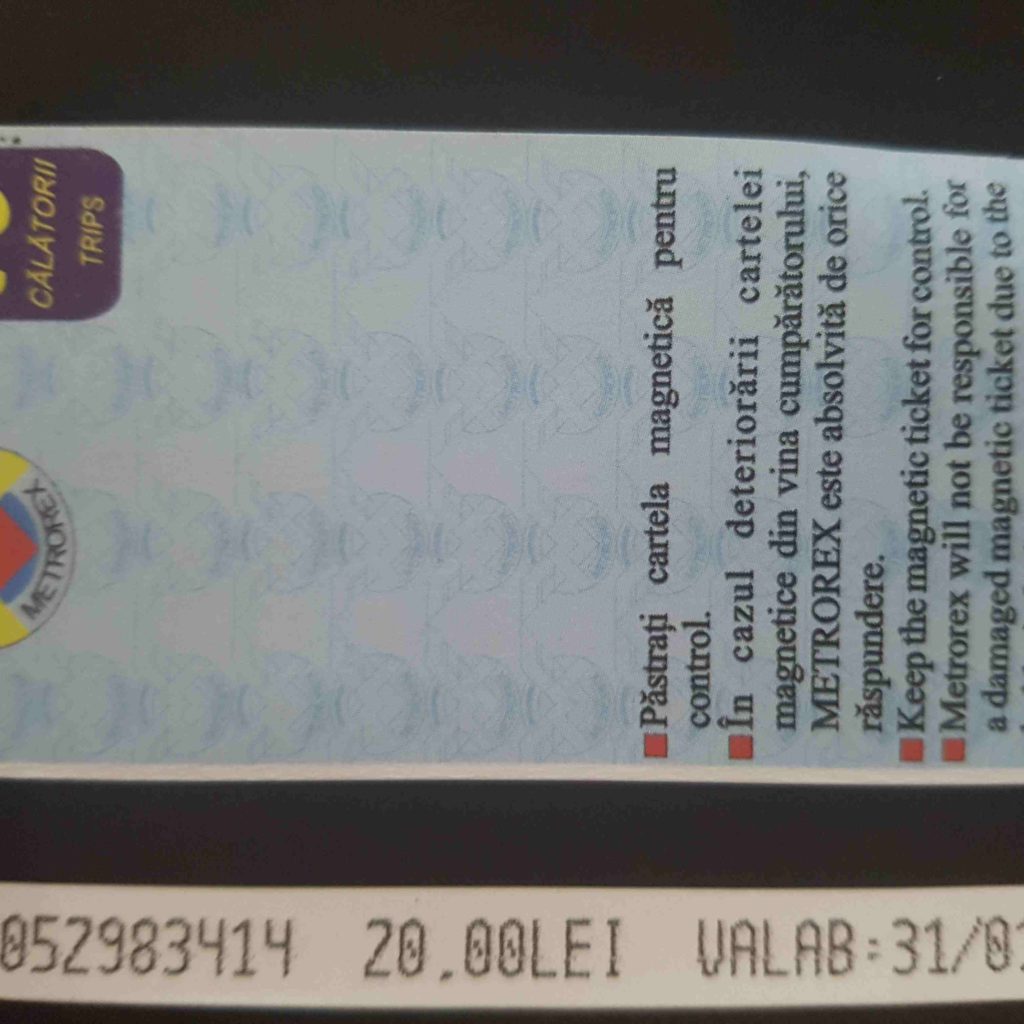 CĂLĂTORII
TRIPS
METROREX
Păstrați cartela magnetică pentru
control.
În cazul deteriorării cartelei
magnetice din vina cumpărătorului,
METROREX este absolvită de orice
răspundere.
Keep the magnetic ticket for control.
Metrorex will not be responsible for
a damaged magnetic ticket due to the
052983414 20.00LEI VALAB:31/01